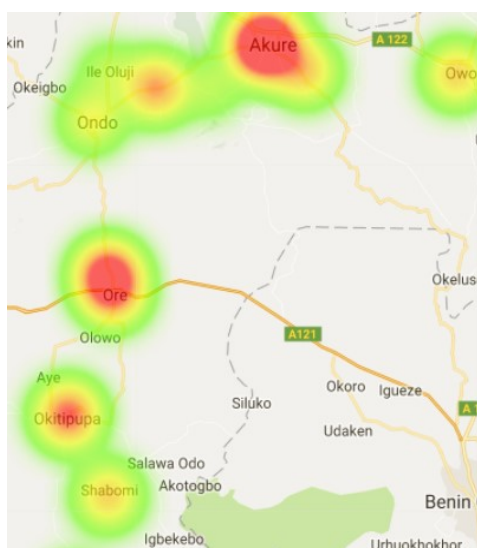 kin
Akure
A 122
Ile Oluji
Okeigbo
Owo
Ondo
Okelus
Ore
A121
Olowo
Aye
Okoro
Igueze
Siluko
A 1
Okitipupa
Udaken
Salawa Odo
Akotogbo
Shabomi
Benin
Igbekebo
Urhuokhokhor